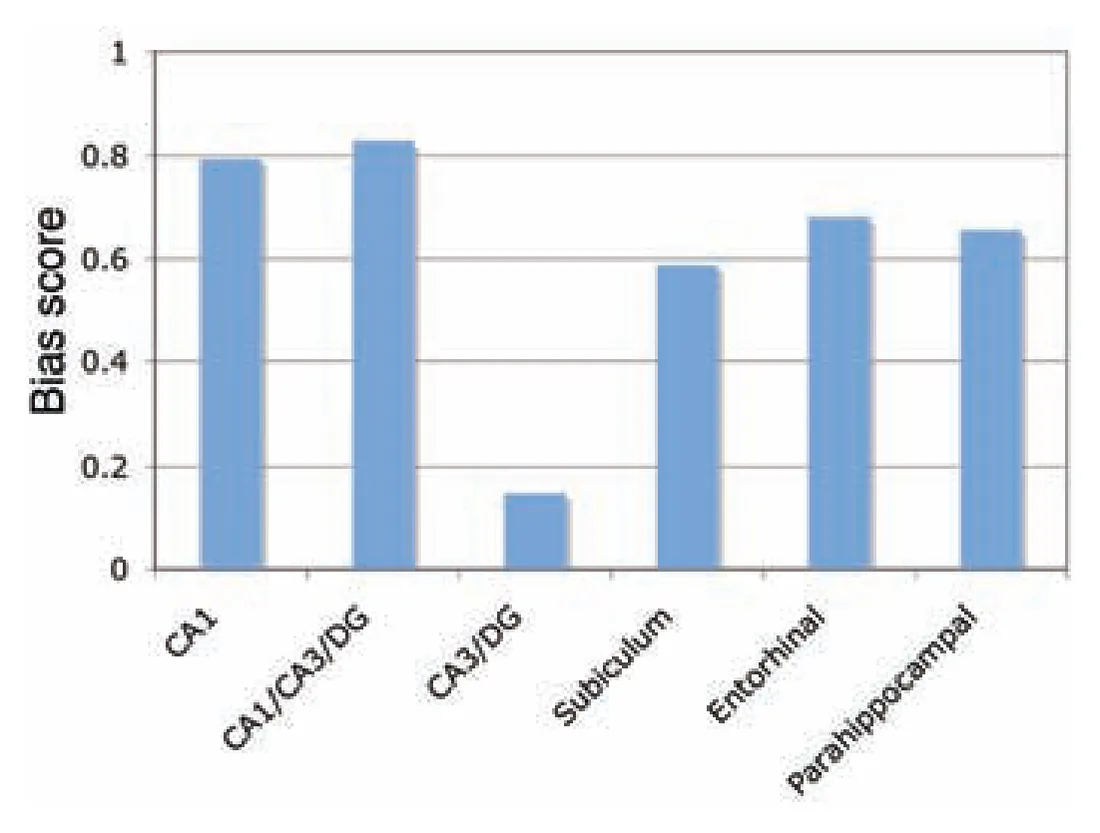 1
0.8
0.6
0.4
0.2
0
Bias score
CA1
CA1/CA3/DG
CA3/DG
Subiculum
Entorhinal
Parahippocampal